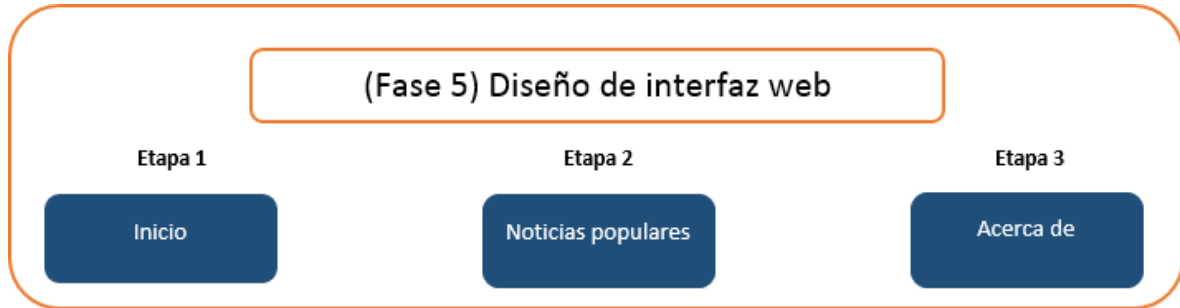 (Fase 5) Diseño de interfaz web
Etapa 1
Etapa 2
Etapa 3
Inicio
Noticias populares
Acerca de